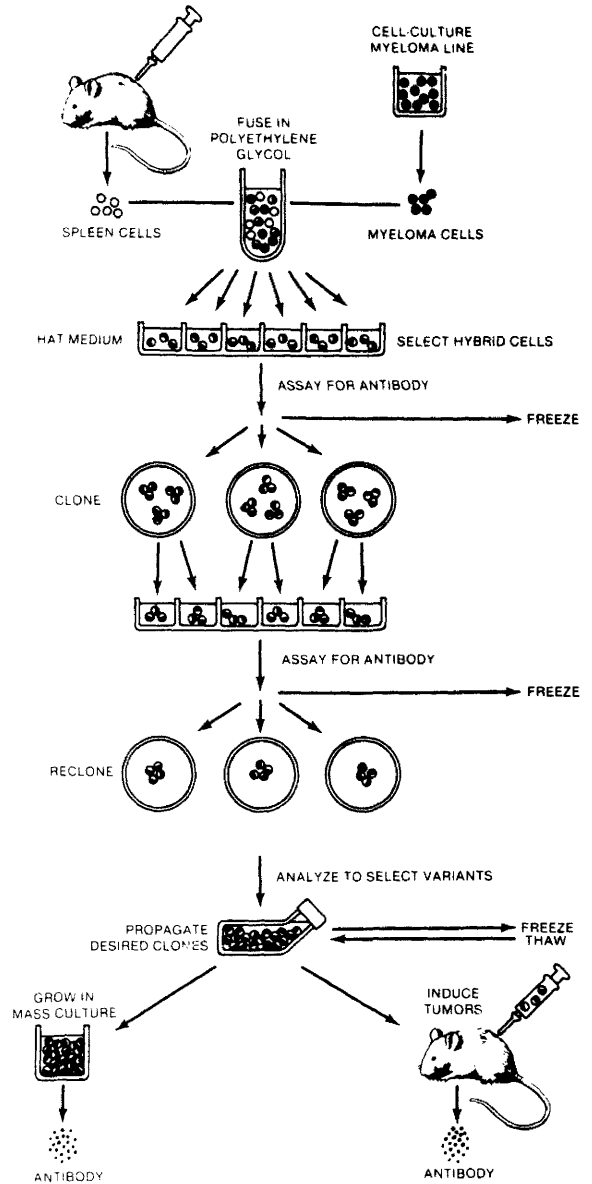 CELL-CULTURE
MYELOMA LINE
FUSE IN
POLYETHYLENE
GLYCOL
SPLEEN CELLS
MYELOMA CELLS
HAT MEDIUM
SELECT HYBRID CELLS
ASSAY FOR ANTIBODY
FREEZE
CLONE
ASSAY FOR ANTIBODY
FREEZE
RECLONE
ANALYZE TO SELECT VARIANTS
PROPAGATE
DESIRED CLONES
FREEZE
THAW
GROW IN
MASS CULTURE
INDUCE
TUMORS
ANTIBODY
ANTIBODY